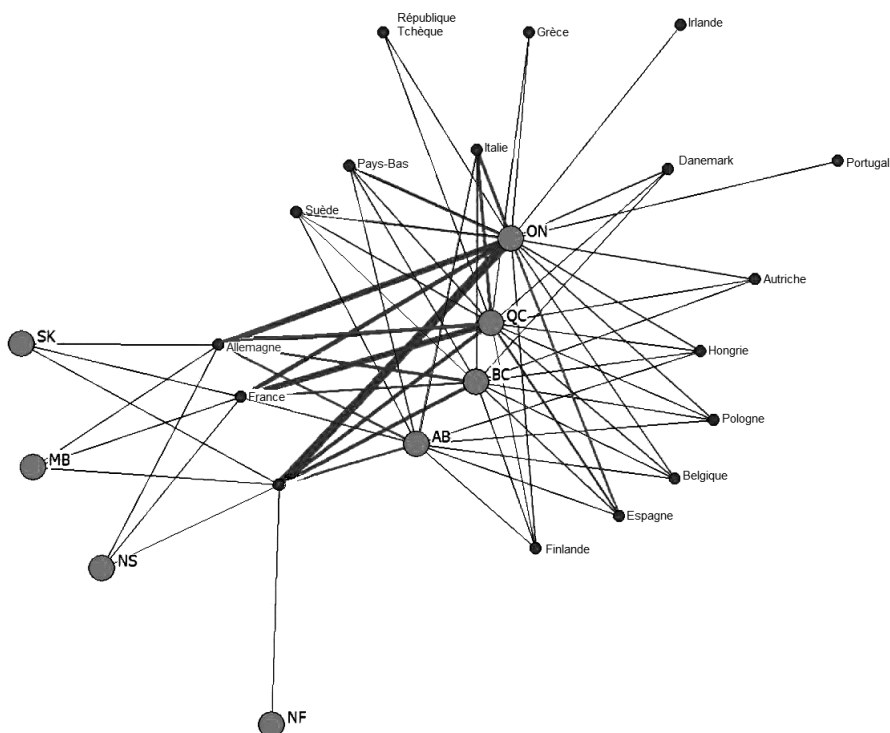 République
Tchèque
Grèce
Irlande
Italie
Pays-Bas
Danemark
Portugal
Suède
ON
Autriche
QC
SK
Allemagne
Hongrie
BC
France
Pologne
AB
MB
Belgique
Espagne
Finlande
NS
NF